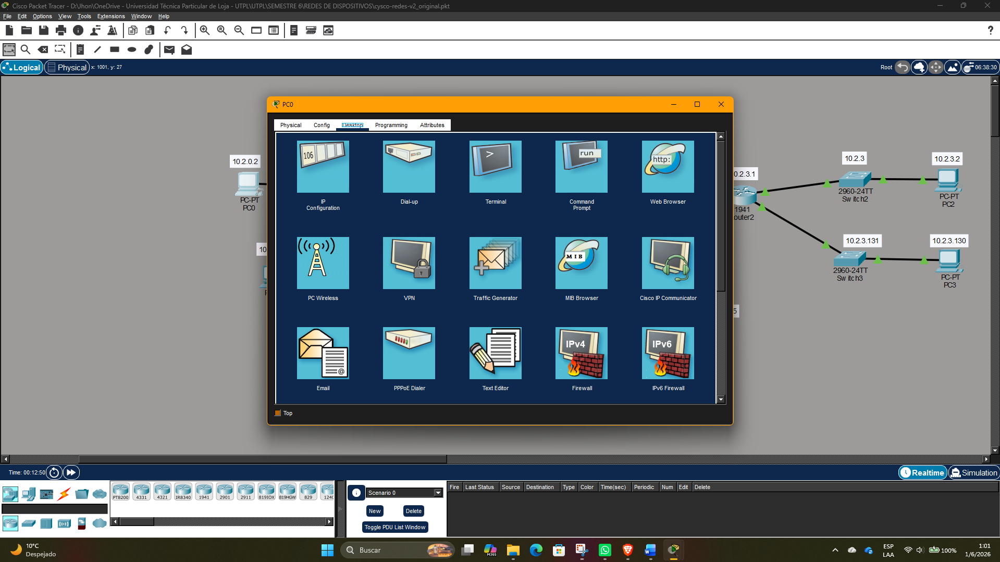 Cisco Packet Tracer - D:\Jhon\OneDrive - Universidad Técnica Particular de Loja - UTPL\UTPL\SEMESTRE 6\REDES DE DISPOSITIVOS\cysco-redes-v2_original.pkt
File Edit Options View Tools Extensions Window Help
?
Logical Physical x: 1001, y: 27
Root 06:38:30
PC0
Physical Config Desktop Programming Attributes
106
>
run
http:
IP
Configuration
Dial-up
Terminal
Command
Prompt
Web Browser
MIB
PC Wireless
VPN
Traffic Generator
MIB Browser
Cisco IP Communicator
@
IPv4
IPv6
Email
PPPoE Dialer
Text Editor
Firewall
IPv6 Firewall
Top
10.2.0.2
PC-PT
PC0
10
P
0.2.3.1
1941
outer2
10.2.3
2960-24TT
Switch2
10.2.3.2
PC-PT
PC2
10.2.3.131
2960-24TT
Switch3
10.2.3.130
PC-PT
PC3
5
Time: 00:12:50
Realtime Simulation
PT8200 4331 4321 IR8340 1941 2901 2911 819IOX 819HGW 829 1240
Scenario 0
New Delete
Toggle PDU List Window
Fire Last Status Source Destination Type Color Time(sec) Periodic Num Edit Delete
10°C
Despejado
Buscar
M365
ESP
LAA
100%
1:01
1/6/2026